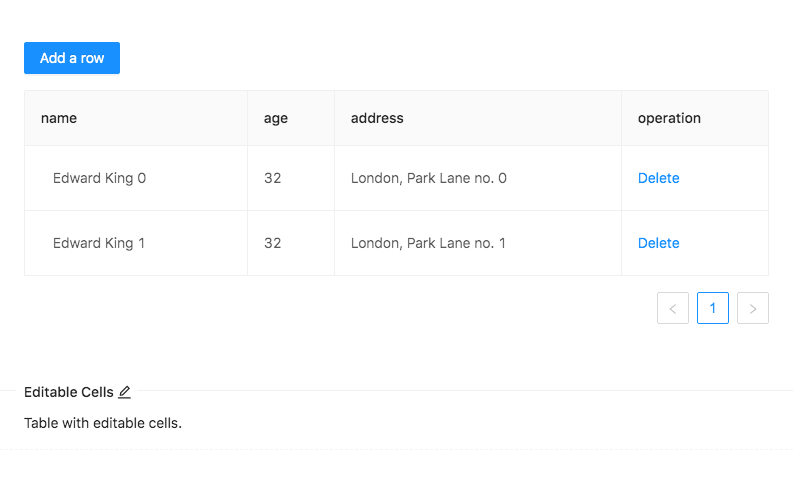 Add a row
name age address operation
Edward King 0 32 London, Park Lane no. 0 Delete
Edward King 1 32 London, Park Lane no. 1 Delete
< 1 >
Editable Cells
Table with editable cells.